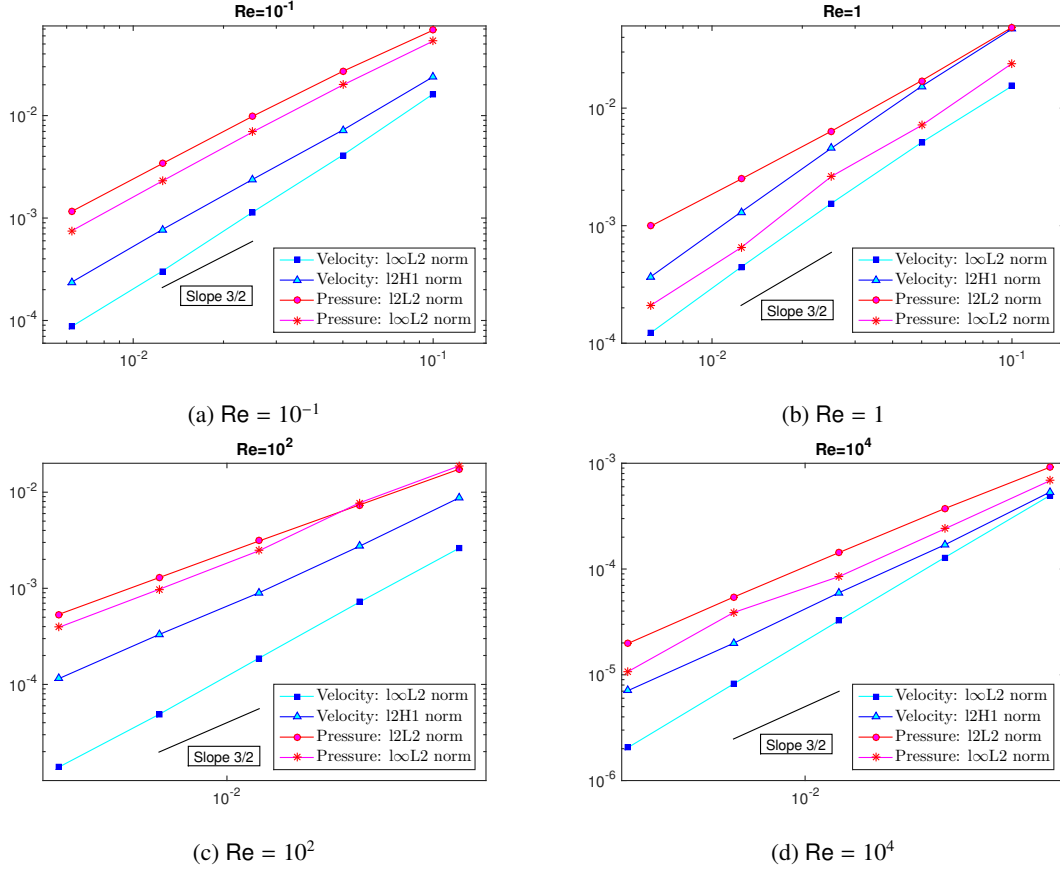 Re=10⁻¹
10⁻²
10⁻³
10⁻⁴
10⁻²
10⁻¹
Slope 3/2
Velocity: l∞L2 norm
Velocity: l2H1 norm
Pressure: l2L2 norm
Pressure: l∞L2 norm
(a) Re = 10⁻¹
Re=1
10⁻²
10⁻³
10⁻⁴
10⁻²
10⁻¹
Slope 3/2
Velocity: l∞L2 norm
Velocity: l2H1 norm
Pressure: l2L2 norm
Pressure: l∞L2 norm
(b) Re = 1
Re=10²
10⁻²
10⁻³
10⁻⁴
10⁻²
Slope 3/2
Velocity: l∞L2 norm
Velocity: l2H1 norm
Pressure: l2L2 norm
Pressure: l∞L2 norm
(c) Re = 10²
Re=10⁴
10⁻³
10⁻⁴
10⁻⁵
10⁻⁶
10⁻²
Slope 3/2
Velocity: l∞L2 norm
Velocity: l2H1 norm
Pressure: l2L2 norm
Pressure: l∞L2 norm
(d) Re = 10⁴